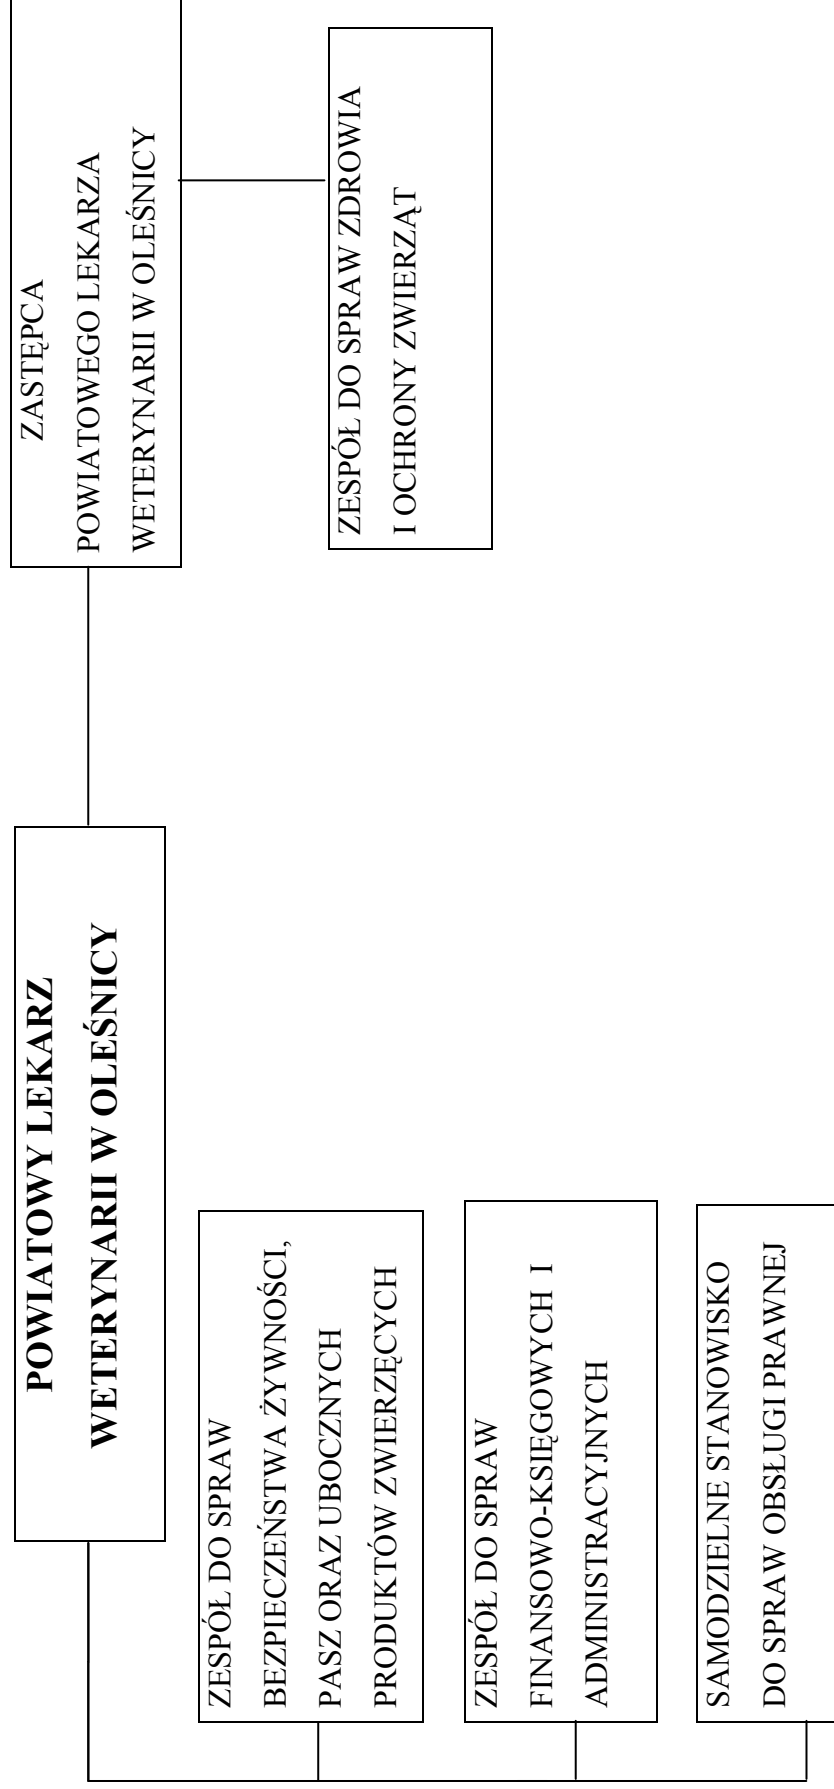 POWIATOWY LEKARZ
WETERYNARII W OLEŚNICY
ZASTĘPCA
POWIATOWEGO LEKARZA
WETERYNARII W OLEŚNICY
ZESPÓŁ DO SPRAW
BEZPIECZEŃSTWA ŻYWNOŚCI,
PASZ ORAZ UBOCZNYCH
PRODUKTÓW ZWIERZĘCYCH
ZESPÓŁ DO SPRAW ZDROWIA
I OCHRONY ZWIERZĄT
ZESPÓŁ DO SPRAW
FINANSOWO-KSIĘGOWYCH I
ADMINISTRACYJNYCH
SAMODZIELNE STANOWISKO
DO SPRAW OBSŁUGI PRAWNEJ